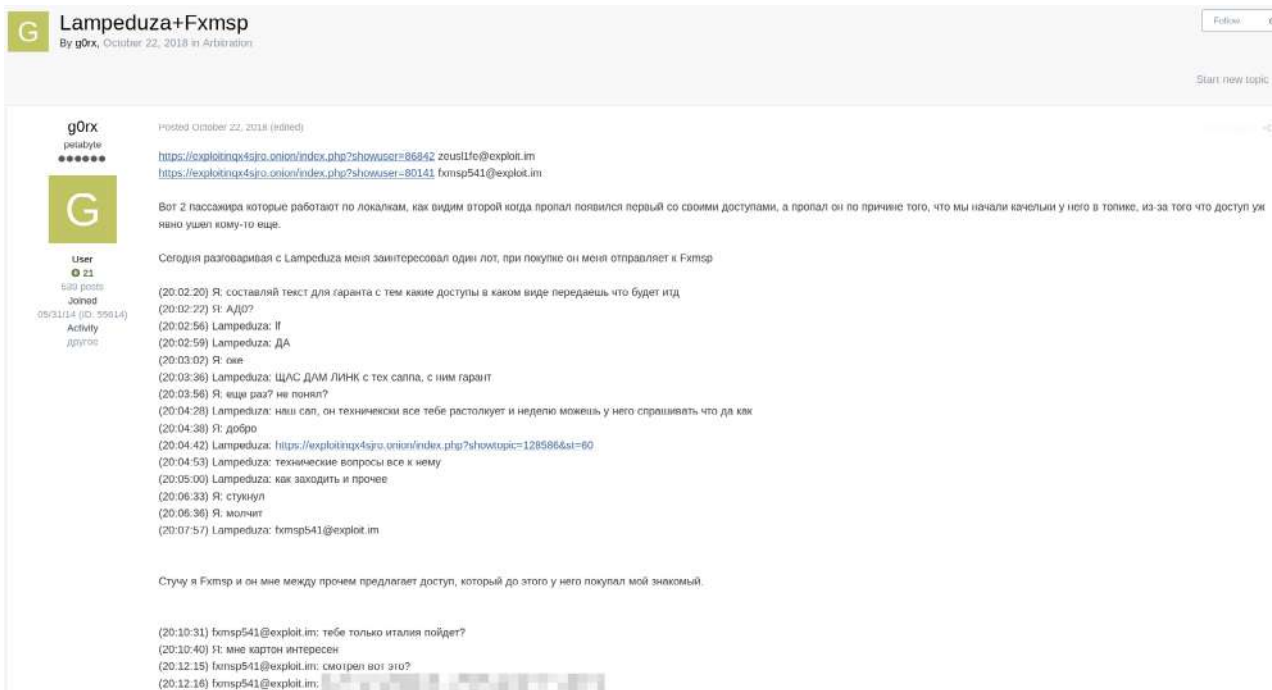 G
Lampeduza+Fxmsp
By g0rx, October 22, 2018 in Arbitration
Follow
Start new topic
g0rx
petabyte
G
User
21
639 posts
Joined
05/31/14 (ID: 55614)
Activity
другое
Posted October 22, 2018 (edited)
https://exploitinqx4sjro.onion/index.php?showuser=86842 zeusl1fe@exploit.im
https://exploitinqx4sjro.onion/index.php?showuser=80141 fxmsp541@exploit.im
Вот 2 пассажира которые работают по локалкам, как видим второй когда пропал появился первый со своими доступами, а пропал он по причине того, что мы начали качельки у него в топике, из-за того что доступ уж
явно ушел кому-то еще.
Сегодня разговаривая с Lampeduza меня заинтересовал один лот, при покупке он меня отправляет к Fxmsp
(20:02:20) Я: составляй текст для гаранта с тем какие доступы в каком виде передаешь что будет итд
(20:02:22) Я: АД0?
(20:02:56) Lampeduza: lf
(20:02:59) Lampeduza: ДА
(20:03:02) Я: оке
(20:03:36) Lampeduza: ЩАС ДАМ ЛИНК с тех саппа, с ним гарант
(20:03:56) Я: еще раз? не понял?
(20:04:28) Lampeduza: наш сап, он техничекски все тебе растолкует и неделю можешь у него спрашивать что да как
(20:04:38) Я: добро
(20:04:42) Lampeduza: https://exploitinqx4sjro.onion/index.php?showtopic=128586&st=60
(20:04:53) Lampeduza: технические вопросы все к нему
(20:05:00) Lampeduza: как заходить и прочее
(20:06:33) Я: стукнул
(20:06:36) Я: молчит
(20:07:57) Lampeduza: fxmsp541@exploit.im
Стучу я Fxmsp и он мне между прочем предлагает доступ, который до этого у него покупал мой знакомый.
(20:10:31) fxmsp541@exploit.im: тебе только италия пойдет?
(20:10:40) Я: мне картон интересен
(20:12:15) fxmsp541@exploit.im: смотрел вот это?
(20:12:16) fxmsp541@exploit.im: